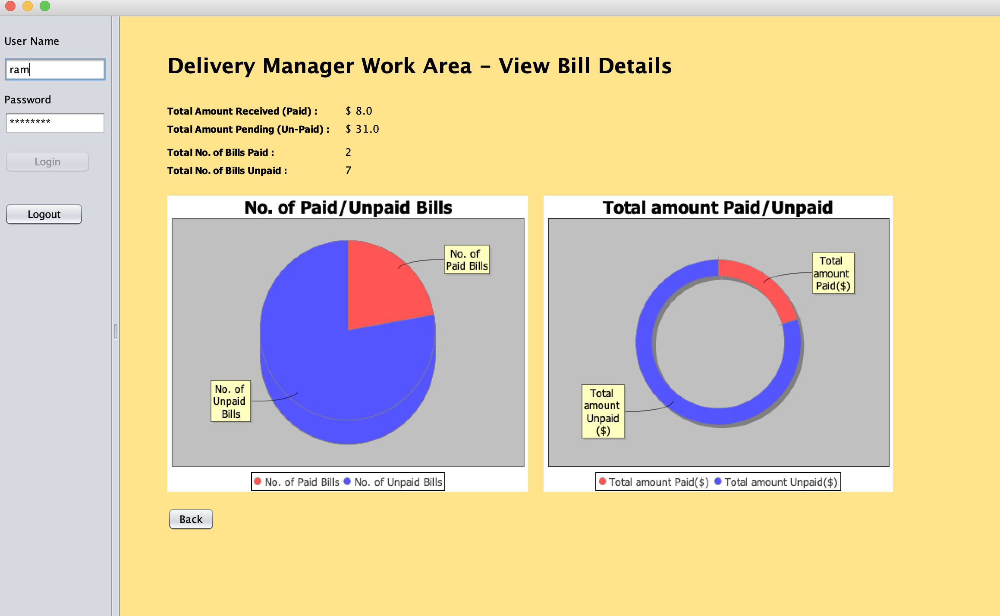 User Name
ram
Password
********
Login
Logout
Delivery Manager Work Area – View Bill Details
Total Amount Received (Paid) : $ 8.0
Total Amount Pending (Un-Paid) : $ 31.0
Total No. of Bills Paid : 2
Total No. of Bills Unpaid : 7
No. of Paid/Unpaid Bills
No. of
Paid Bills
No. of
Unpaid
Bills
No. of Paid Bills No. of Unpaid Bills
Total amount Paid/Unpaid
Total
amount
Paid($)
Total
amount
Unpaid
($)
Total amount Paid($) Total amount Unpaid($)
Back